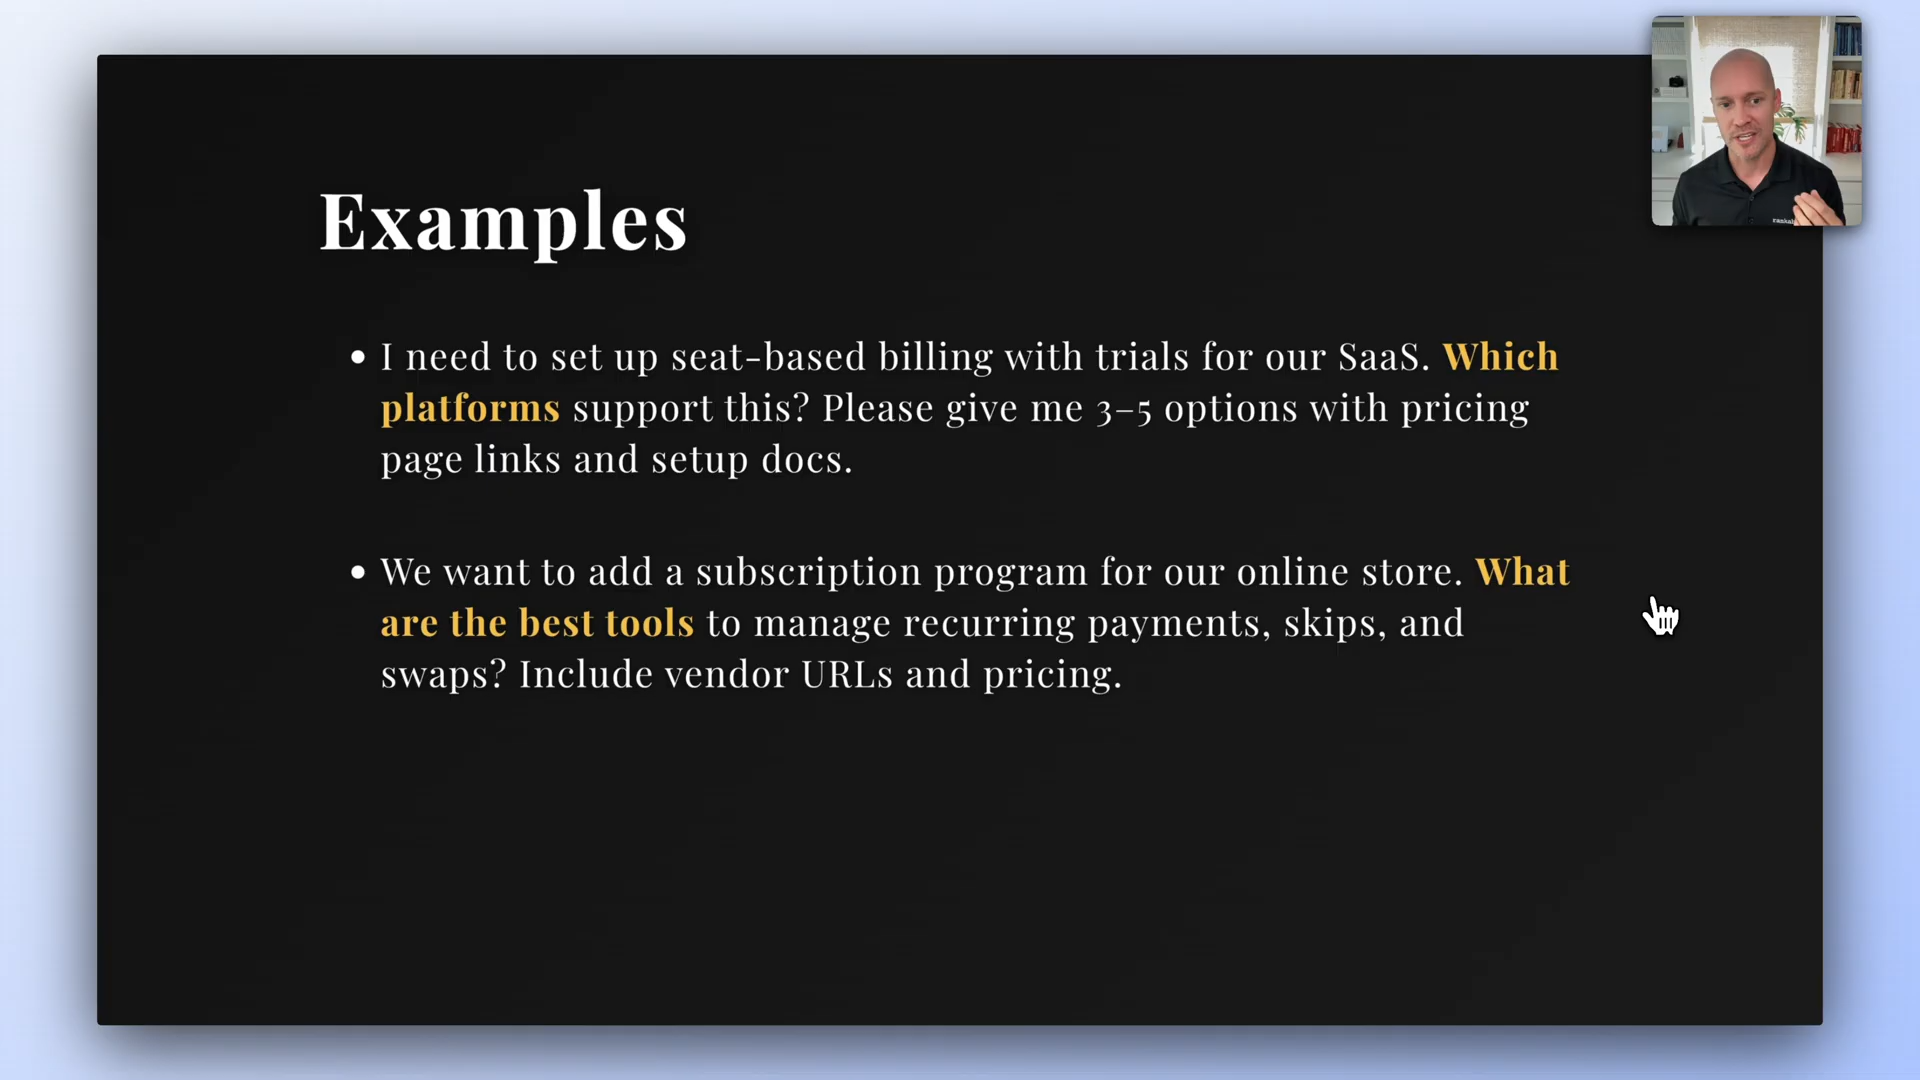 Examples
• I need to set up seat-based billing with trials for our SaaS. Which
platforms support this? Please give me 3–5 options with pricing
page links and setup docs.
• We want to add a subscription program for our online store. What
are the best tools to manage recurring payments, skips, and
swaps? Include vendor URLs and pricing.